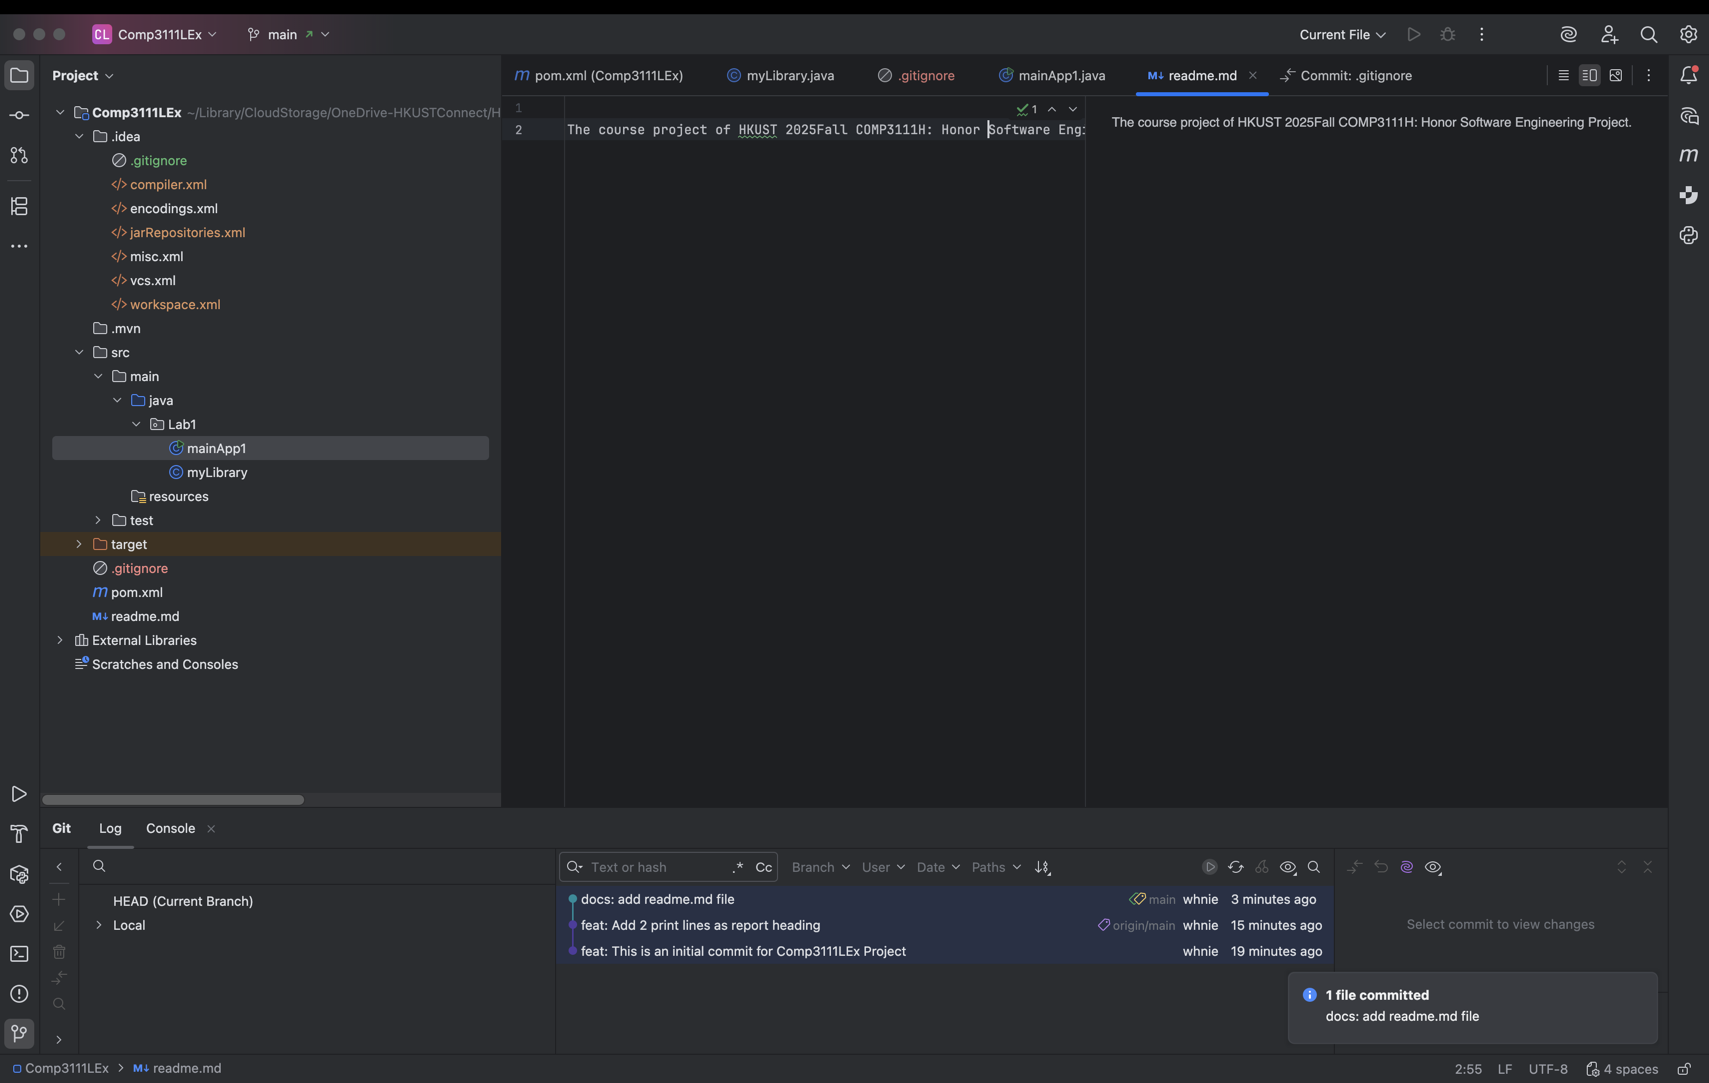 CL Comp3111LEx main Current File
Project
pom.xml (Comp3111LEx) myLibrary.java .gitignore mainApp1.java readme.md Commit: .gitignore
Comp3111LEx ~/Library/CloudStorage/OneDrive-HKUSTConnect/H
.idea
.gitignore
compiler.xml
encodings.xml
jarRepositories.xml
misc.xml
vcs.xml
workspace.xml
.mvn
src
main
java
Lab1
mainApp1
myLibrary
resources
test
target
.gitignore
pom.xml
readme.md
External Libraries
Scratches and Consoles
1
1
2 The course project of HKUST 2025Fall COMP3111H: Honor Software Engi
The course project of HKUST 2025Fall COMP3111H: Honor Software Engineering Project.
Git Log Console
HEAD (Current Branch)
Local
Text or hash .* Cc Branch User Date Paths
docs: add readme.md file main whnie 3 minutes ago
feat: Add 2 print lines as report heading origin/main whnie 15 minutes ago
feat: This is an initial commit for Comp3111LEx Project whnie 19 minutes ago
Select commit to view changes
1 file committed
docs: add readme.md file
Comp3111LEx > readme.md
2:55 LF UTF-8 4 spaces